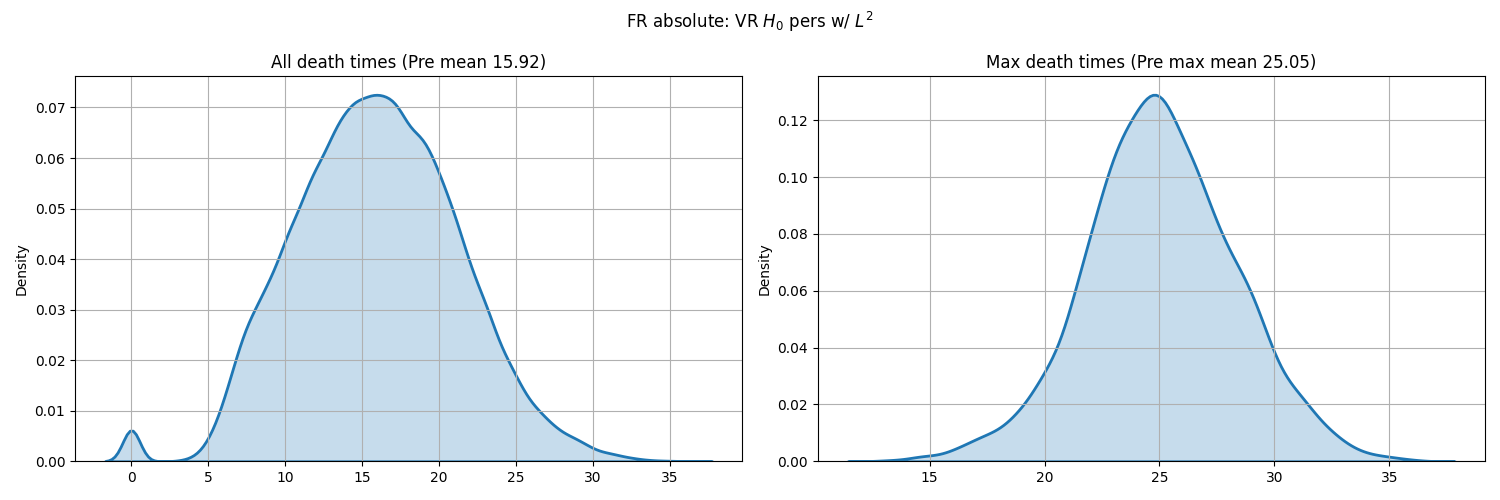 FR absolute: VR $H_0$ pers w/ $L^2$
All death times (Pre mean 15.92)
Density
0.07
0.06
0.05
0.04
0.03
0.02
0.01
0.00
0 5 10 15 20 25 30 35
Max death times (Pre max mean 25.05)
Density
0.12
0.10
0.08
0.06
0.04
0.02
0.00
15 20 25 30 35